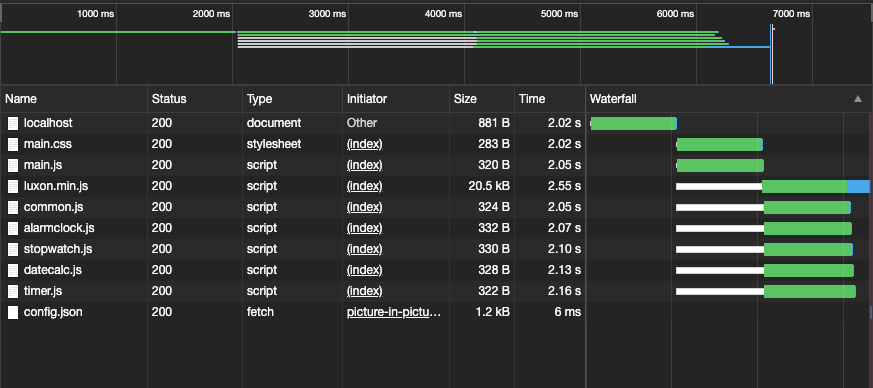 1000 ms 2000 ms 3000 ms 4000 ms 5000 ms 6000 ms 7000 ms
Name Status Type Initiator Size Time Waterfall
localhost 200 document Other 881 B 2.02 s
main.css 200 stylesheet (index) 283 B 2.02 s
main.js 200 script (index) 320 B 2.05 s
luxon.min.js 200 script (index) 20.5 kB 2.55 s
common.js 200 script (index) 324 B 2.05 s
alarmclock.js 200 script (index) 332 B 2.07 s
stopwatch.js 200 script (index) 330 B 2.10 s
datecalc.js 200 script (index) 328 B 2.13 s
timer.js 200 script (index) 322 B 2.16 s
config.json 200 fetch picture-in-pictu… 1.2 kB 6 ms